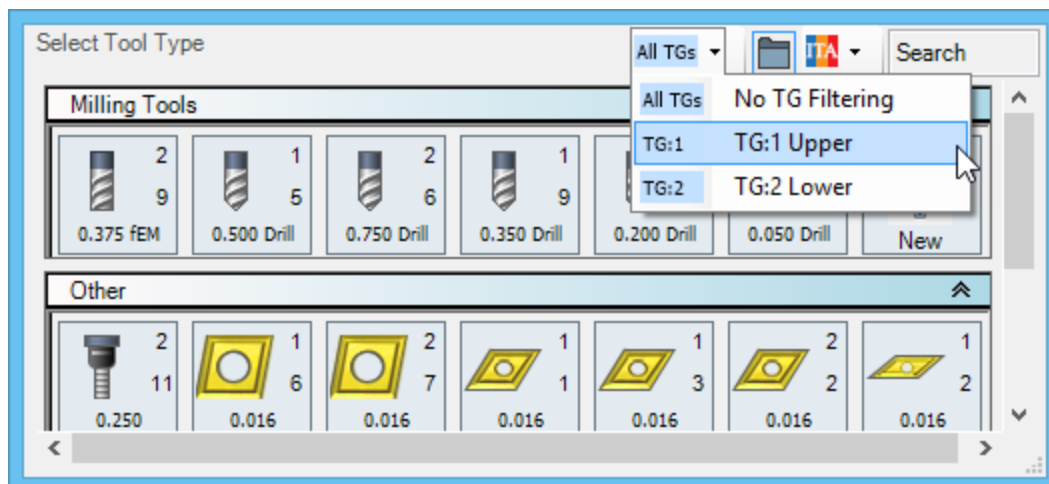 Select Tool Type
All TGs
ITA
Search
All TGs No TG Filtering
TG:1 TG:1 Upper
TG:2 TG:2 Lower
Milling Tools
2 1 2 1
9 5 6 9
0.375 fEM 0.500 Drill 0.750 Drill 0.350 Drill 0.200 Drill 0.050 Drill New
Other
2 1 2 1 1 2 1
11 6 7 1 3 2 2
0.250 0.016 0.016 0.016 0.016 0.016 0.016